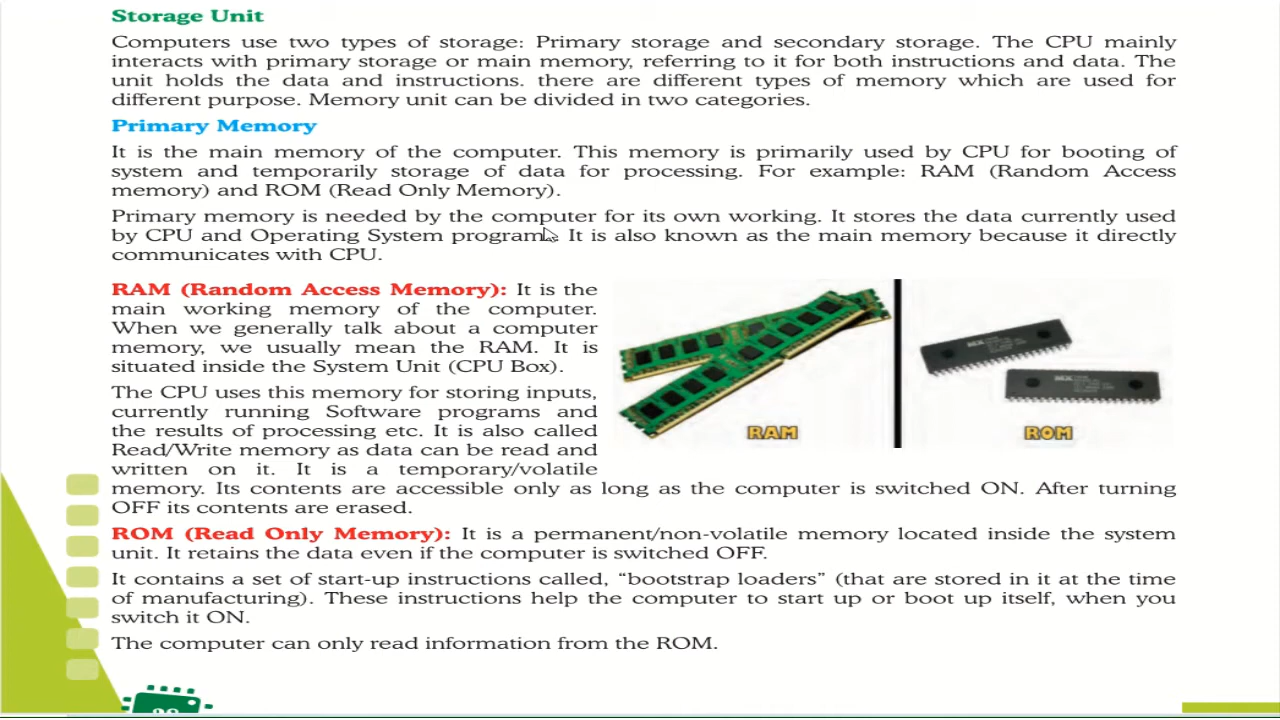 Storage Unit
Computers use two types of storage: Primary storage and secondary storage. The CPU mainly
interacts with primary storage or main memory, referring to it for both instructions and data. The
unit holds the data and instructions. there are different types of memory which are used for
different purpose. Memory unit can be divided in two categories.
Primary Memory
It is the main memory of the computer. This memory is primarily used by CPU for booting of
system and temporarily storage of data for processing. For example: RAM (Random Access
memory) and ROM (Read Only Memory).
Primary memory is needed by the computer for its own working. It stores the data currently used
by CPU and Operating System programs. It is also known as the main memory because it directly
communicates with CPU.
RAM (Random Access Memory): It is the
main working memory of the computer.
When we generally talk about a computer
memory, we usually mean the RAM. It is
situated inside the System Unit (CPU Box).
The CPU uses this memory for storing inputs,
currently running Software programs and
the results of processing etc. It is also called
Read/Write memory as data can be read and
written on it. It is a temporary/volatile
memory. Its contents are accessible only as long as the computer is switched ON. After turning
OFF its contents are erased.
RAM
ROM
ROM (Read Only Memory): It is a permanent/non-volatile memory located inside the system
unit. It retains the data even if the computer is switched OFF.
It contains a set of start-up instructions called, “bootstrap loaders” (that are stored in it at the time
of manufacturing). These instructions help the computer to start up or boot up itself, when you
switch it ON.
The computer can only read information from the ROM.